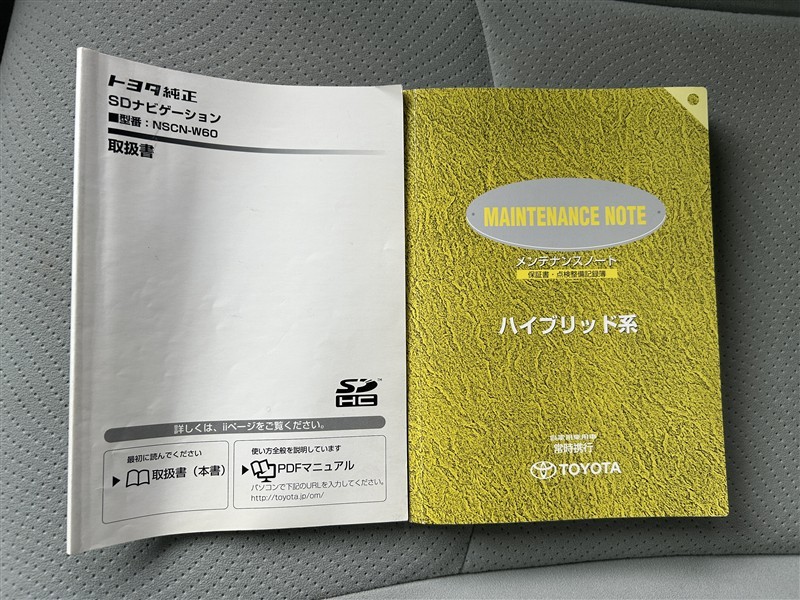 トヨタ純正
SDナビゲーション
■型番：NSCN-W60
取扱書
SD
HC
詳しくは、iiページをご覧ください。
最初に読んでください
取扱書（本書）
使い方全般を説明しています
PDFマニュアル
パソコンで下記のURLを入力してください。
http://toyota.jp/om/
MAINTENANCE NOTE
メンテナンスノート
保証書・点検整備記録簿
ハイブリッド系
自家用乗用車
常時携行
TOYOTA